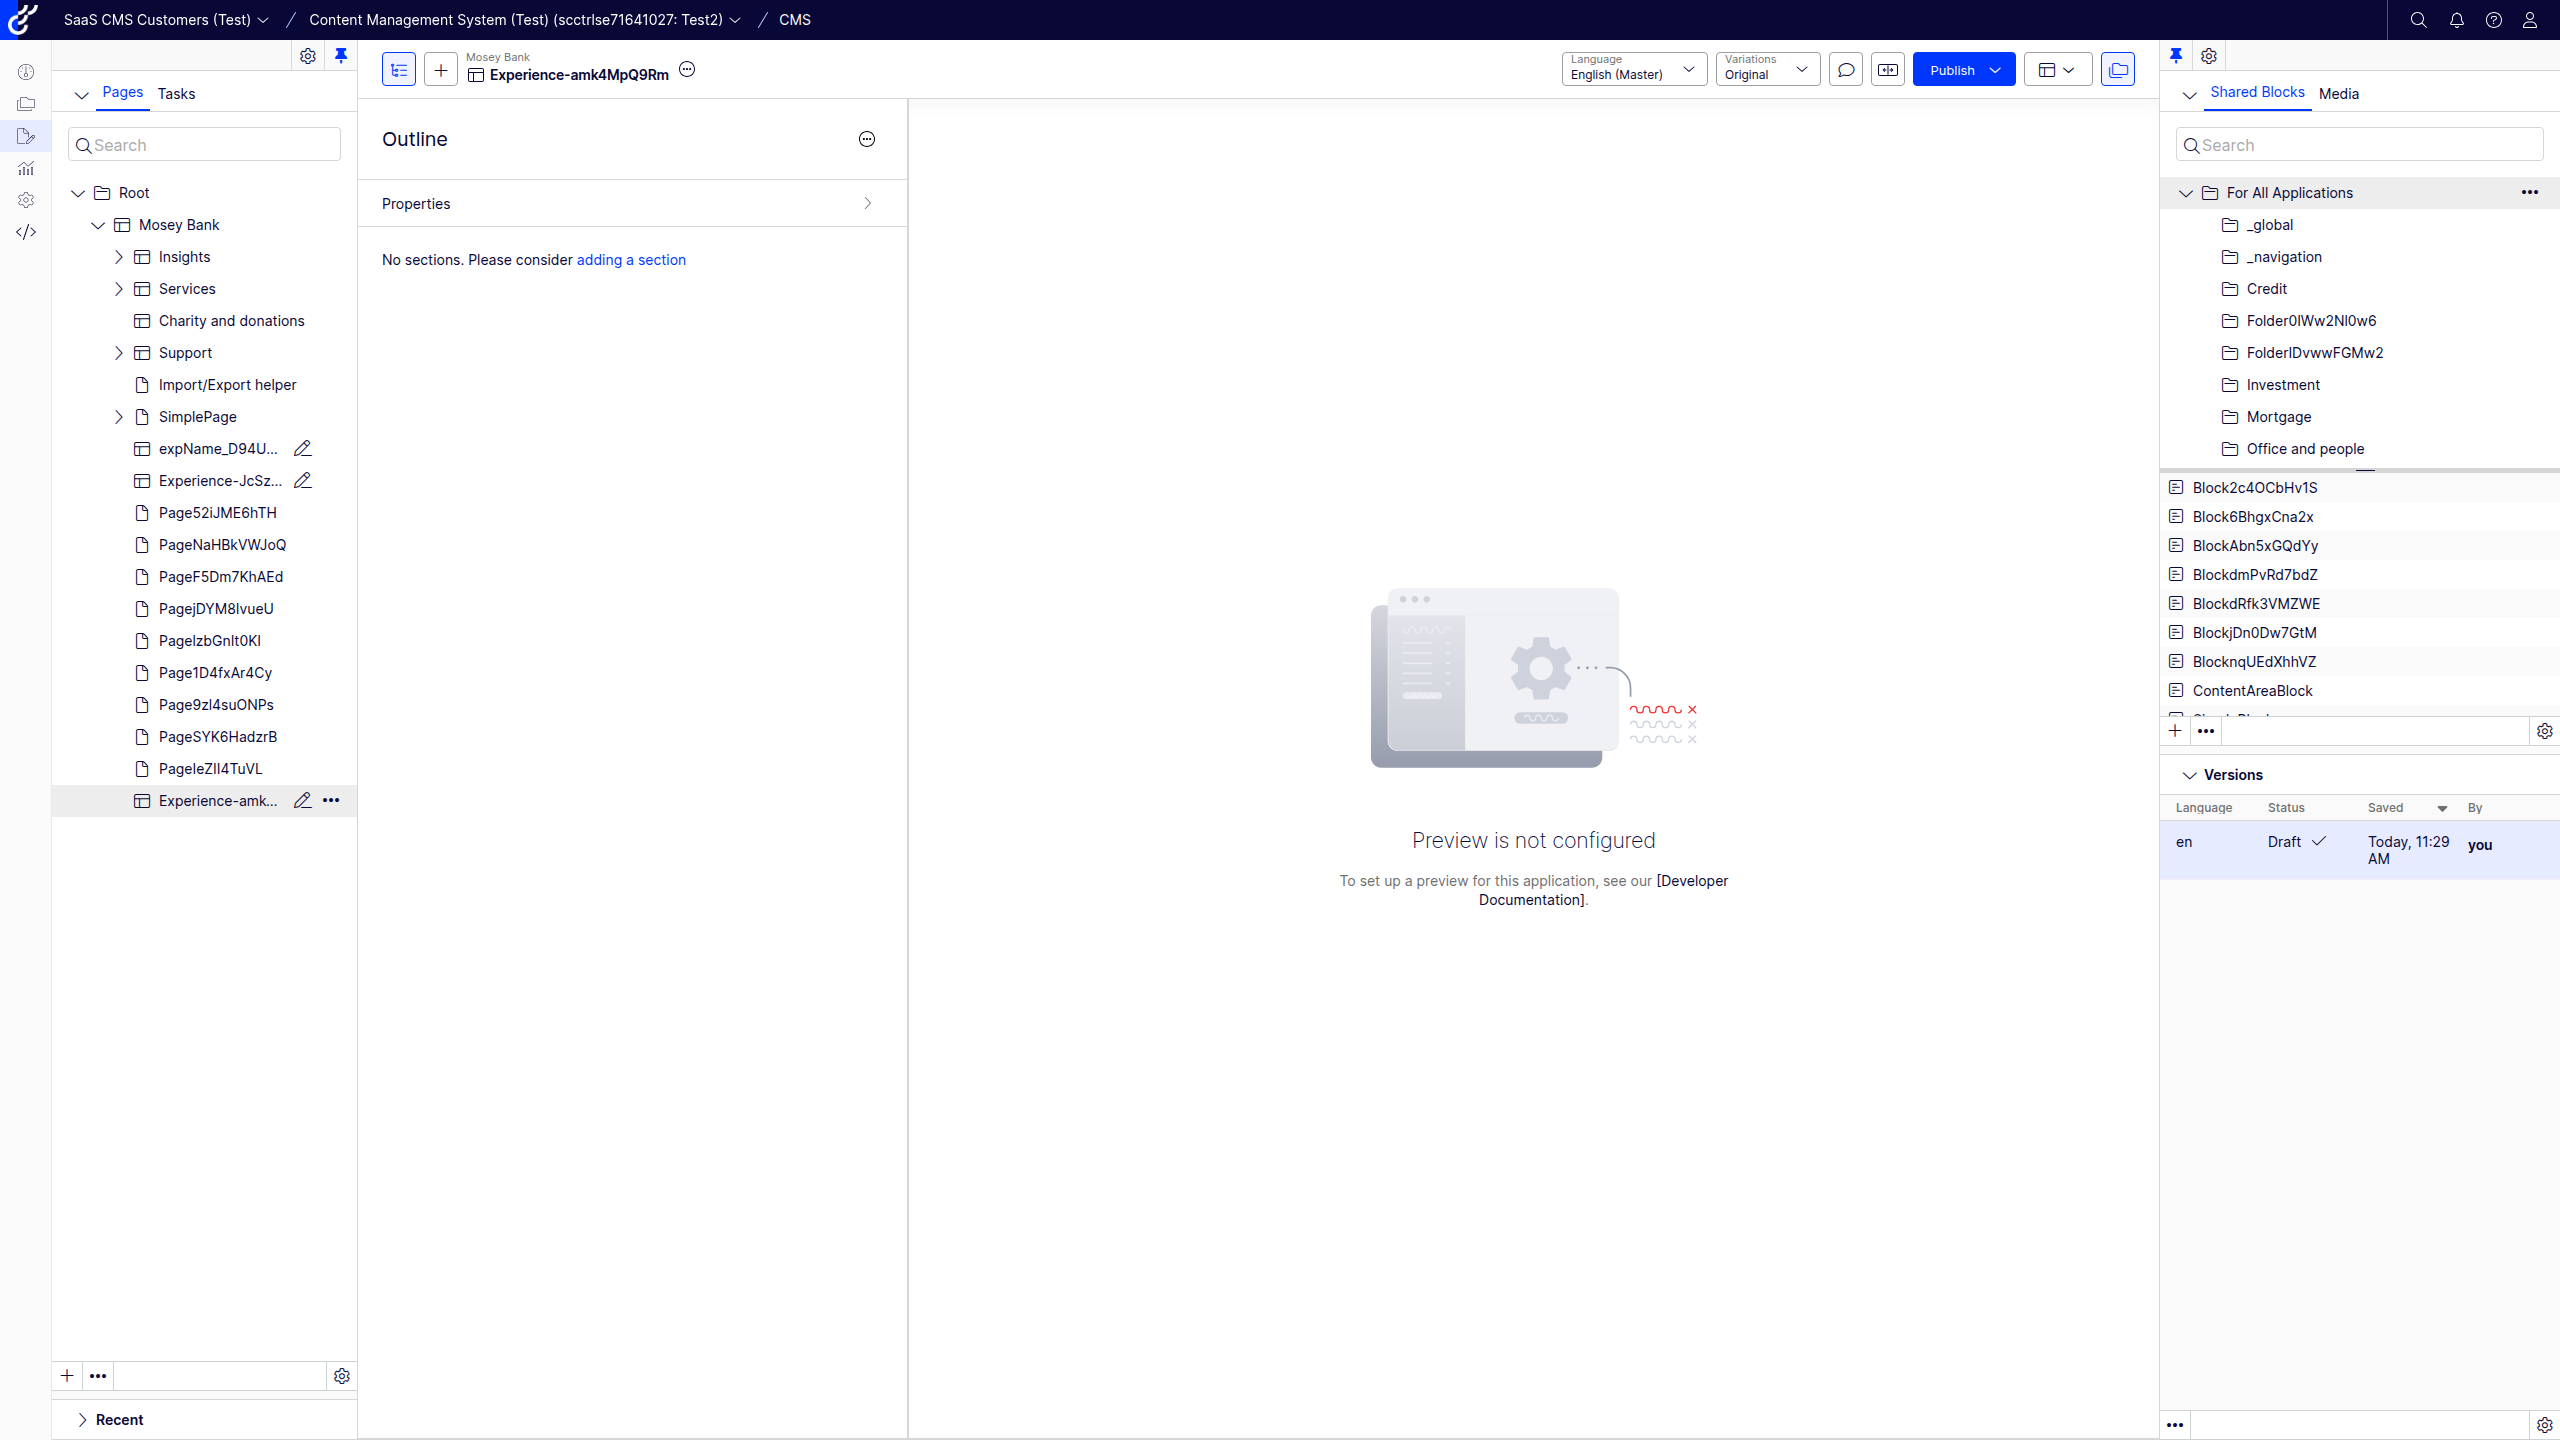 SaaS CMS Customers (Test)
Content Management System (Test) (scctrlse71641027: Test2)
CMS
Pages
Tasks
Search
Root
Mosey Bank
Insights
Services
Charity and donations
Support
Import/Export helper
SimplePage
expName_D94U...
Experience-JcSz...
Page52iJME6hTH
PageNaHBkVWJoQ
PageF5Dm7KhAEd
PagejDYM8IvueU
PageIzbGnIt0KI
Page1D4fxAr4Cy
Page9zI4suONPs
PageSYK6HadzrB
PageIeZII4TuVL
Experience-amk...
Recent
Mosey Bank
Experience-amk4MpQ9Rm
Language
English (Master)
Variations
Original
Publish
Outline
Properties
No sections. Please consider adding a section
Preview is not configured
To set up a preview for this application, see our [Developer
Documentation].
Shared Blocks
Media
Search
For All Applications
_global
_navigation
Credit
Folder0IWw2NI0w6
FolderIDvwwFGMw2
Investment
Mortgage
Office and people
Block2c4OCbHv1S
Block6BhgxCna2x
BlockAbn5xGQdYy
BlockdmPvRd7bdZ
BlockdRfk3VMZWE
BlockjDn0Dw7GtM
BlocknqUEdXhhVZ
ContentAreaBlock
Versions
Language
Status
Saved
By
en
Draft
Today, 11:29
AM
you